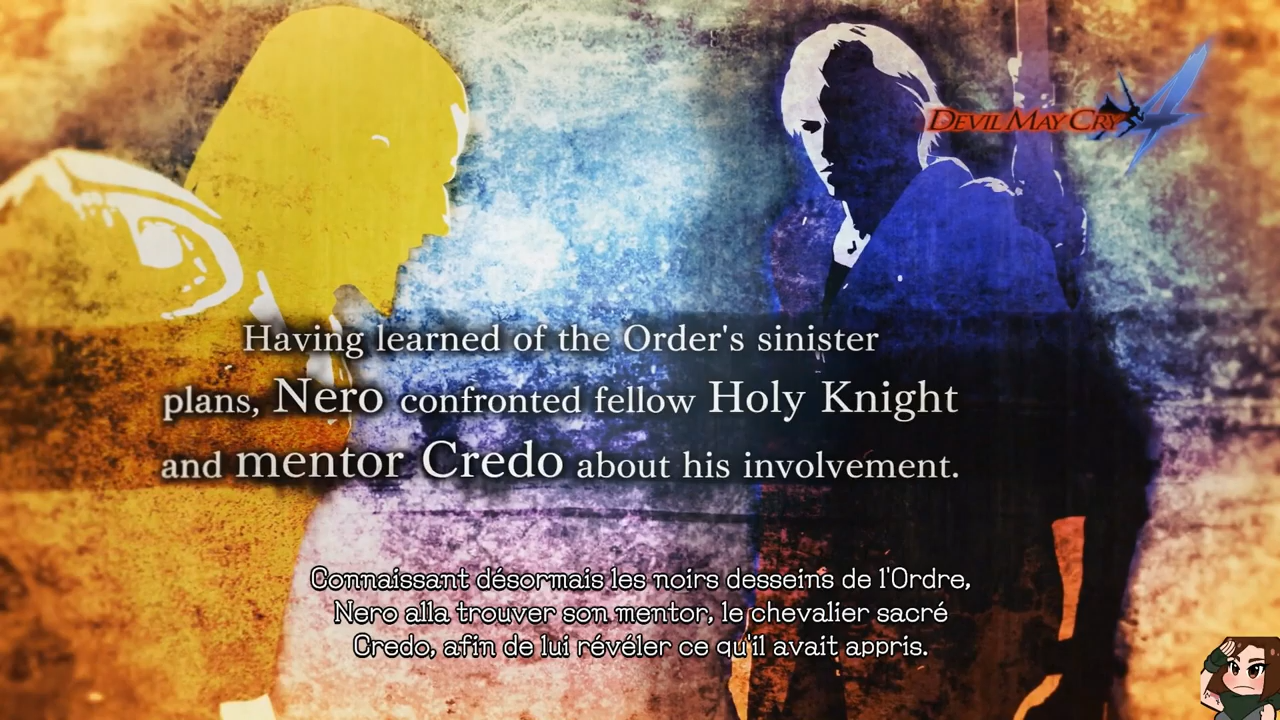 DEVIL MAY CRY 4
Having learned of the Order's sinister
plans, Nero confronted fellow Holy Knight
and mentor Credo about his involvement.
Connaissant désormais les noirs desseins de l'Ordre,
Nero alla trouver son mentor, le chevalier sacré
Credo, afin de lui révéler ce qu'il avait appris.